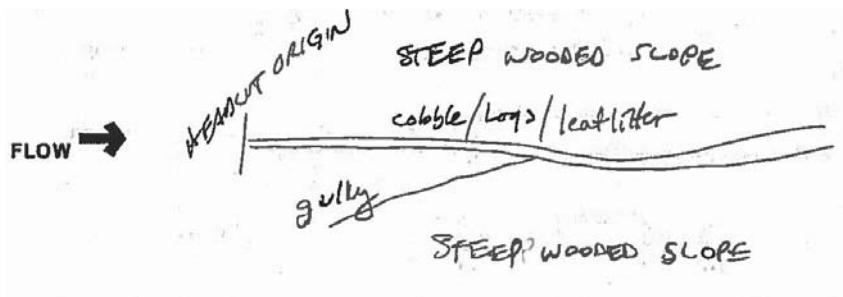 HEADCUT ORIGIN
STEEP WOODED SLOPE
cobble/Logs/leaflitter
FLOW
gully
STEEP WOODED SLOPE